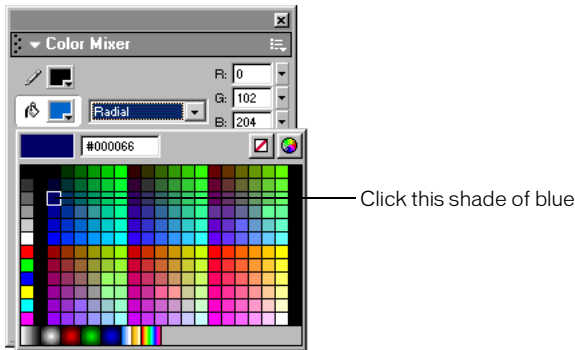 Color Mixer
R: 0
G: 102
Radial
B: 204
#000066
Click this shade of blue